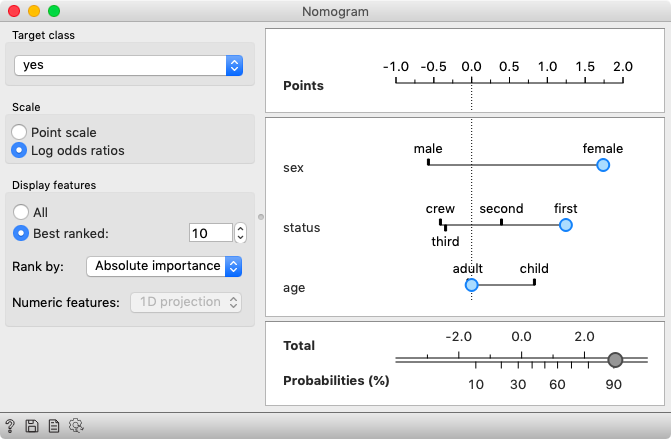 Nomogram
Target class
yes
Scale
Point scale
Log odds ratios
Display features
All
Best ranked: 10
Rank by: Absolute importance
Numeric features: 1D projection
-1.0 -0.5 0.0 0.5 1.0 1.5 2.0
Points
male female
sex
crew second first
status
third
adult child
age
-2.0 0.0 2.0
Total
Probabilities (%) 10 30 60 90